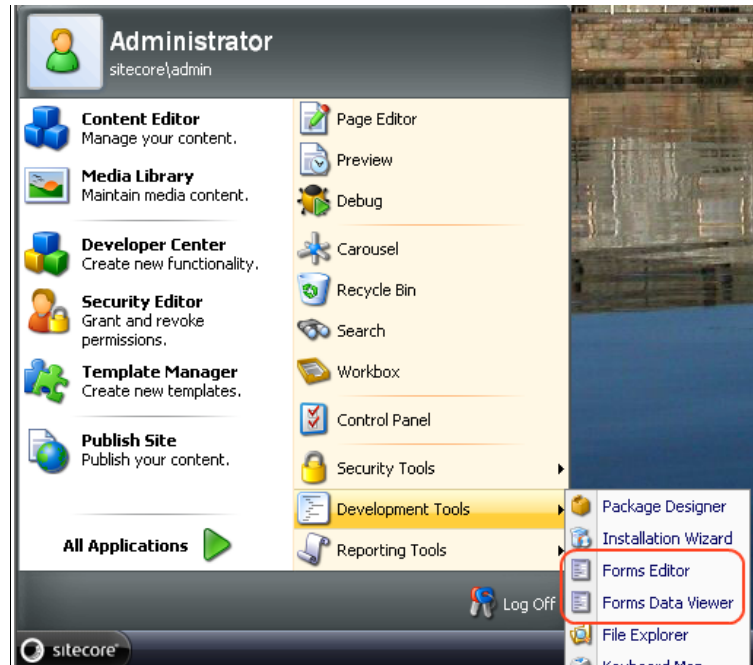 Administrator
sitecore\admin
Content Editor
Manage your content.
Media Library
Maintain media content.
Developer Center
Create new functionality.
Security Editor
Grant and revoke
permissions.
Template Manager
Create new templates.
Publish Site
Publish your content.
All Applications
Page Editor
Preview
Debug
Carousel
Recycle Bin
Search
Workbox
Control Panel
Security Tools
Development Tools
Reporting Tools
Package Designer
Installation Wizard
Forms Editor
Forms Data Viewer
File Explorer
Keyboard Map
Log Off
sitecore